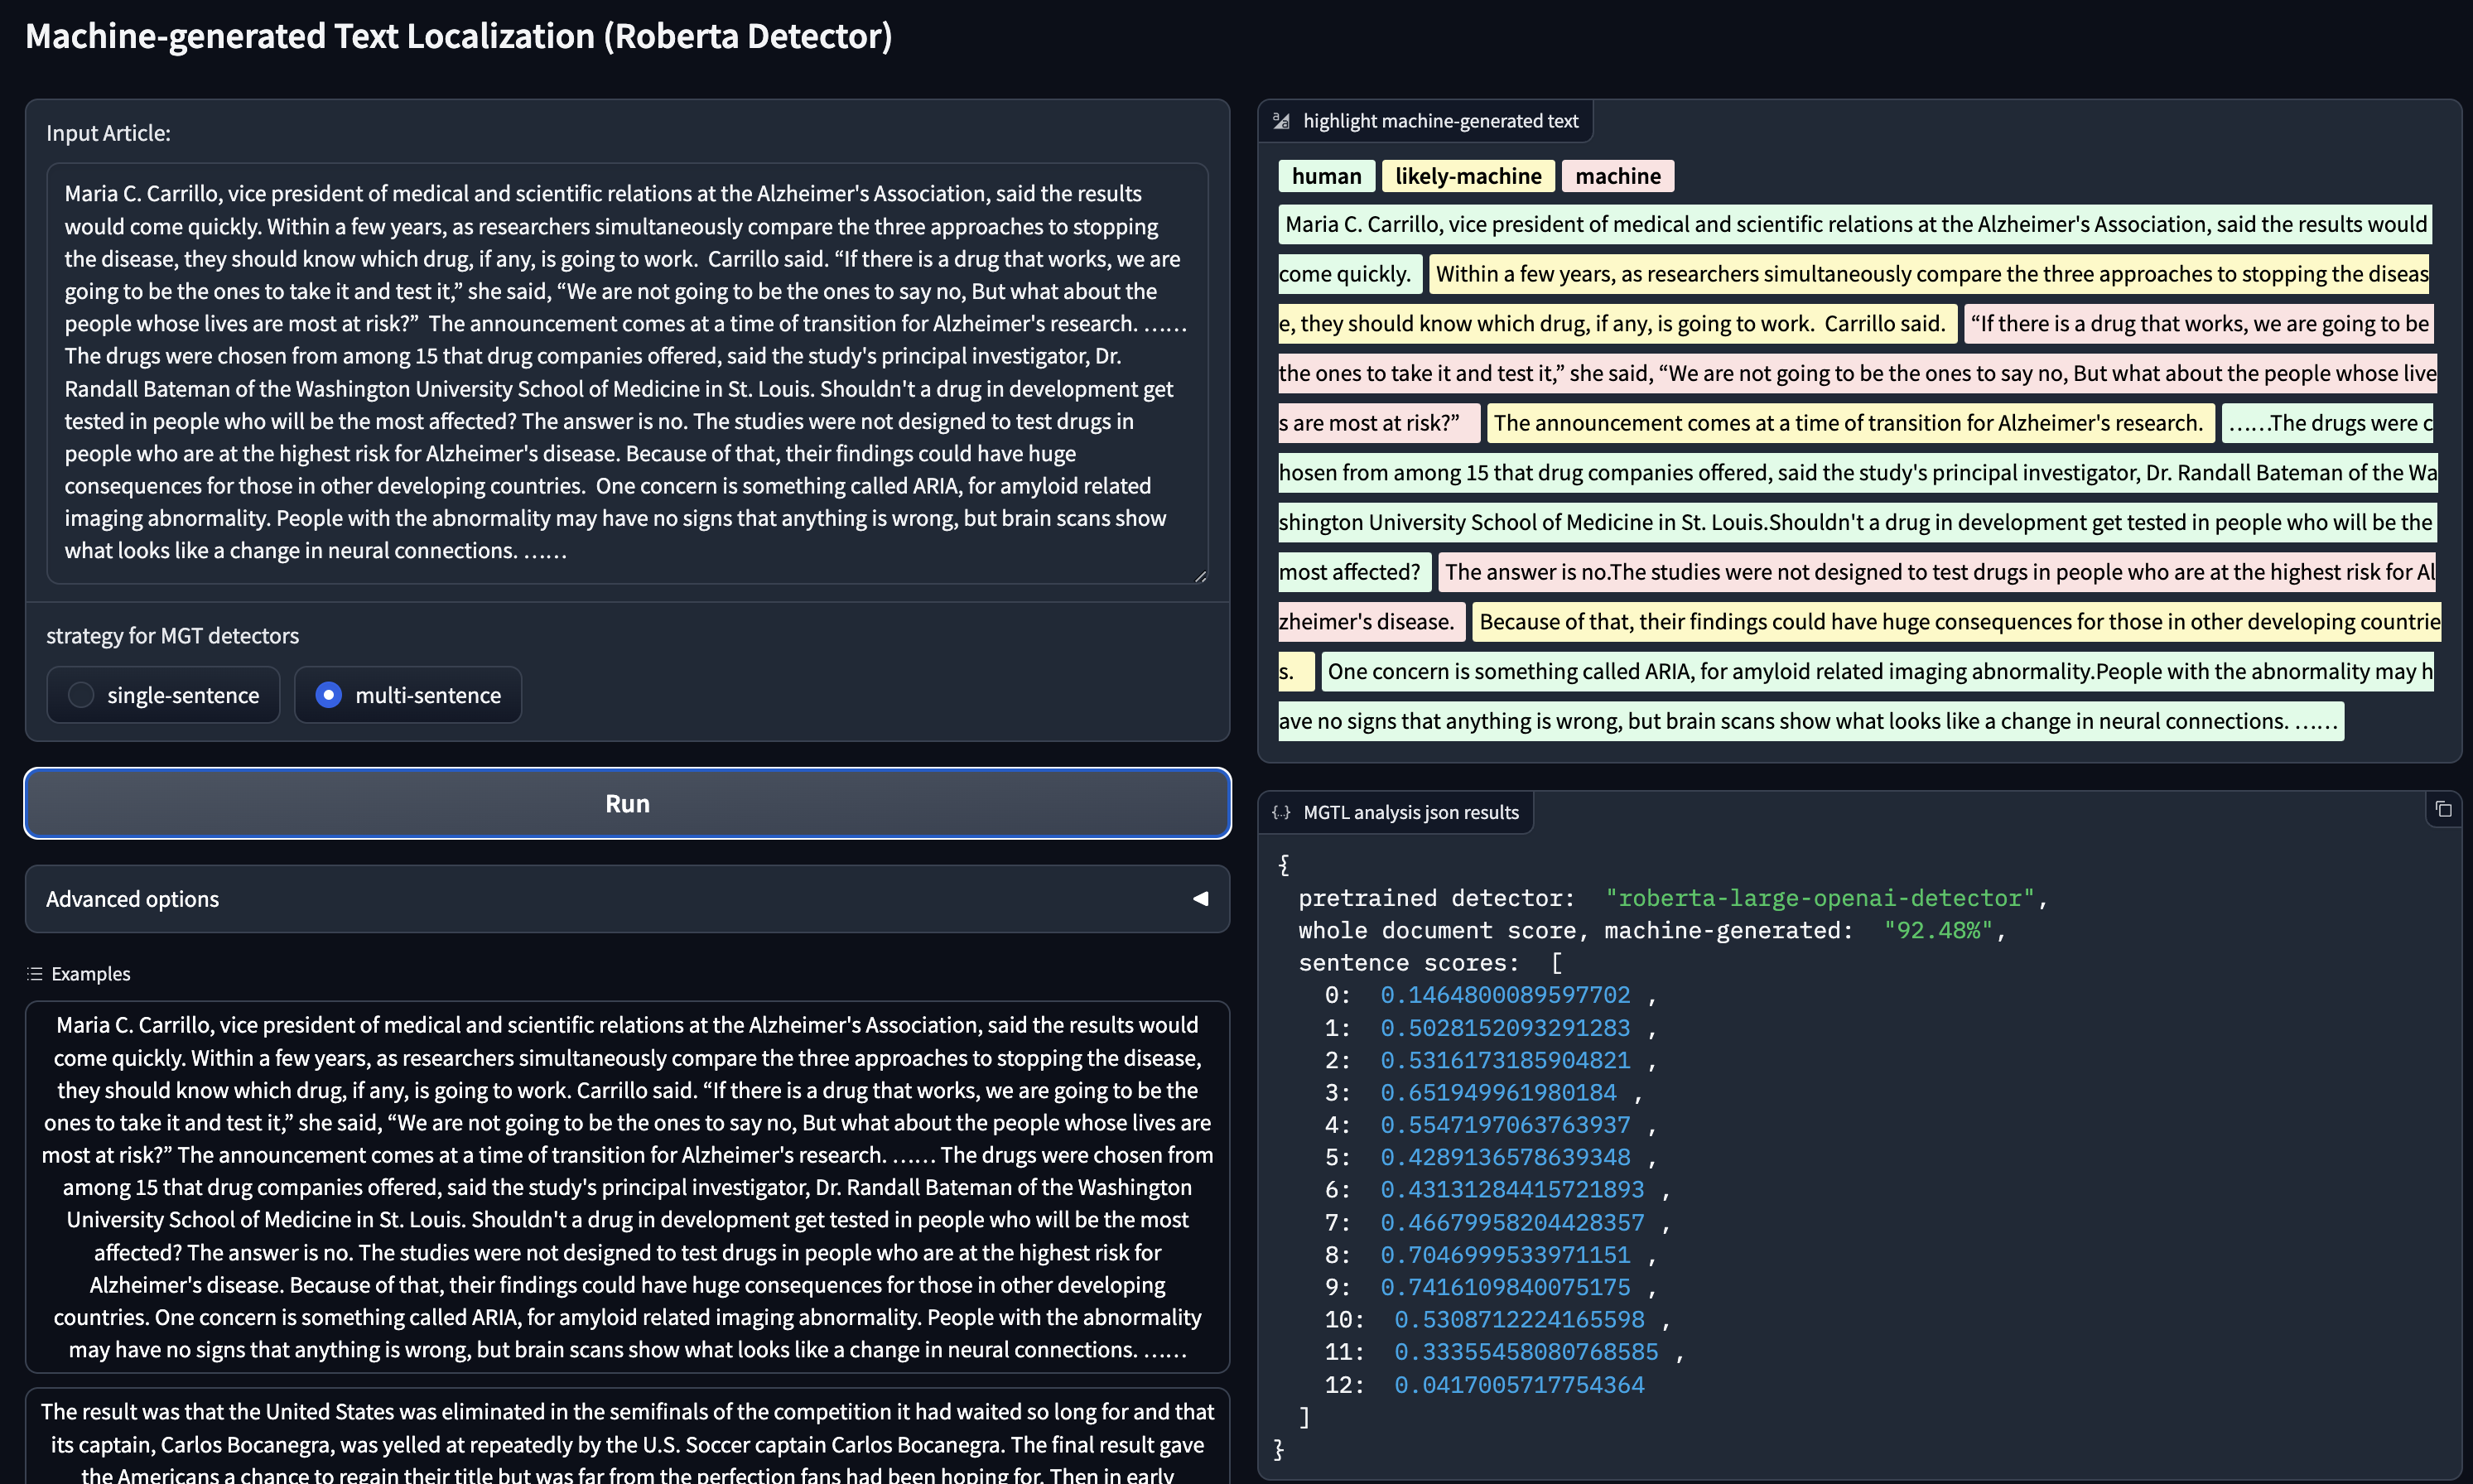 Machine-generated Text Localization (Roberta Detector)
Input Article:
Maria C. Carrillo, vice president of medical and scientific relations at the Alzheimer's Association, said the results
would come quickly. Within a few years, as researchers simultaneously compare the three approaches to stopping
the disease, they should know which drug, if any, is going to work.  Carrillo said. “If there is a drug that works, we are
going to be the ones to take it and test it,” she said, “We are not going to be the ones to say no, But what about the
people whose lives are most at risk?”  The announcement comes at a time of transition for Alzheimer's research. ……
The drugs were chosen from among 15 that drug companies offered, said the study's principal investigator, Dr.
Randall Bateman of the Washington University School of Medicine in St. Louis. Shouldn't a drug in development get
tested in people who will be the most affected? The answer is no. The studies were not designed to test drugs in
people who are at the highest risk for Alzheimer's disease. Because of that, their findings could have huge
consequences for those in other developing countries.  One concern is something called ARIA, for amyloid related
imaging abnormality. People with the abnormality may have no signs that anything is wrong, but brain scans show
what looks like a change in neural connections. ……
strategy for MGT detectors
single-sentence multi-sentence
Run
Advanced options
Examples
Maria C. Carrillo, vice president of medical and scientific relations at the Alzheimer's Association, said the results would
come quickly. Within a few years, as researchers simultaneously compare the three approaches to stopping the disease,
they should know which drug, if any, is going to work. Carrillo said. “If there is a drug that works, we are going to be the
ones to take it and test it,” she said, “We are not going to be the ones to say no, But what about the people whose lives are
most at risk?” The announcement comes at a time of transition for Alzheimer's research. …… The drugs were chosen from
among 15 that drug companies offered, said the study's principal investigator, Dr. Randall Bateman of the Washington
University School of Medicine in St. Louis. Shouldn't a drug in development get tested in people who will be the most
affected? The answer is no. The studies were not designed to test drugs in people who are at the highest risk for
Alzheimer's disease. Because of that, their findings could have huge consequences for those in other developing
countries. One concern is something called ARIA, for amyloid related imaging abnormality. People with the abnormality
may have no signs that anything is wrong, but brain scans show what looks like a change in neural connections. ……
The result was that the United States was eliminated in the semifinals of the competition it had waited so long for and that
its captain, Carlos Bocanegra, was yelled at repeatedly by the U.S. Soccer captain Carlos Bocanegra. The final result gave
the Americans a chance to regain their title but was far from the perfection fans had been hoping for. Then in early
highlight machine-generated text
human likely-machine machine
Maria C. Carrillo, vice president of medical and scientific relations at the Alzheimer's Association, said the results would
come quickly. Within a few years, as researchers simultaneously compare the three approaches to stopping the diseas
e, they should know which drug, if any, is going to work.  Carrillo said. “If there is a drug that works, we are going to be
the ones to take it and test it,” she said, “We are not going to be the ones to say no, But what about the people whose live
s are most at risk?” The announcement comes at a time of transition for Alzheimer's research. ……The drugs were c
hosen from among 15 that drug companies offered, said the study's principal investigator, Dr. Randall Bateman of the Wa
shington University School of Medicine in St. Louis.Shouldn't a drug in development get tested in people who will be the
most affected? The answer is no.The studies were not designed to test drugs in people who are at the highest risk for Al
zheimer's disease. Because of that, their findings could have huge consequences for those in other developing countrie
s. One concern is something called ARIA, for amyloid related imaging abnormality.People with the abnormality may h
ave no signs that anything is wrong, but brain scans show what looks like a change in neural connections. ……
{..} MGTL analysis json results
{
pretrained detector: "roberta-large-openai-detector",
whole document score, machine-generated: "92.48%",
sentence scores: [
0: 0.1464800089597702 ,
1: 0.5028152093291283 ,
2: 0.5316173185904821 ,
3: 0.651949961980184 ,
4: 0.5547197063763937 ,
5: 0.4289136578639348 ,
6: 0.43131284415721893 ,
7: 0.46679958204428357 ,
8: 0.7046999533971151 ,
9: 0.7416109840075175 ,
10: 0.5308712224165598 ,
11: 0.33355458080768585 ,
12: 0.0417005717754364
]
}